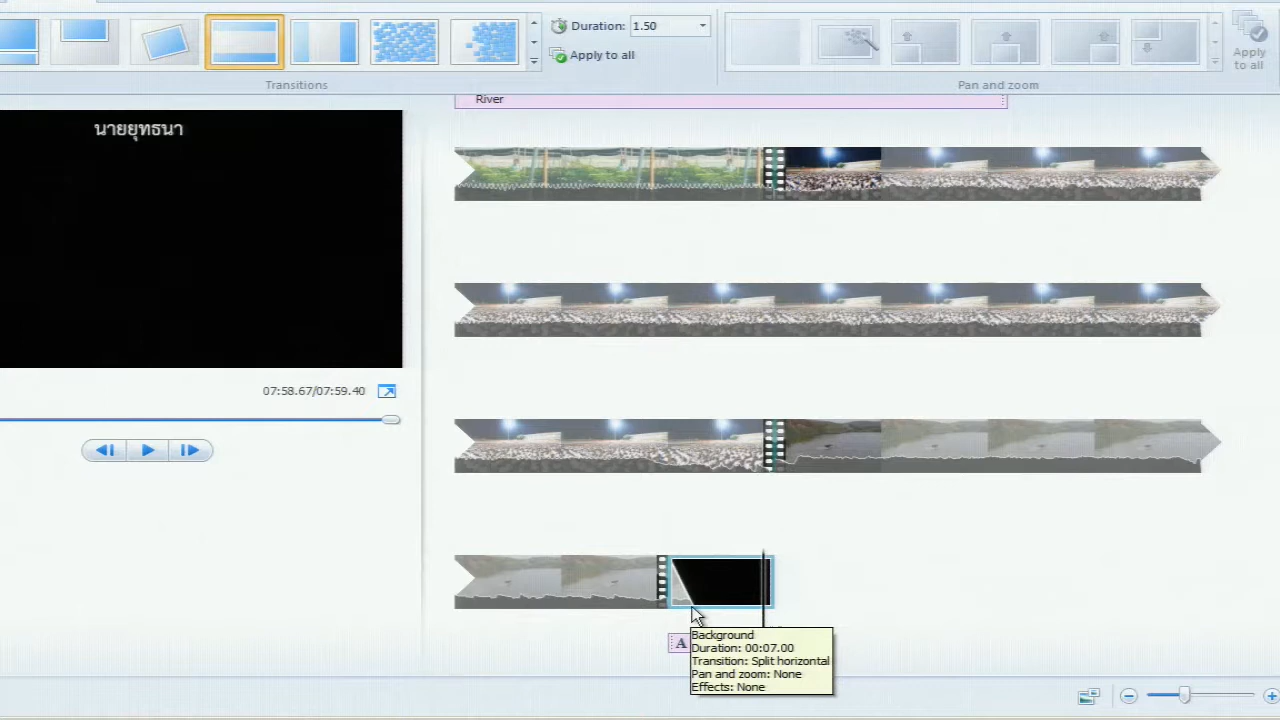 Duration: 1.50
Apply to all
Apply
to all
Transitions
Pan and zoom
River
นายยุทธนา
07:58.67/07:59.40
A
Background
Duration: 00:07.00
Transition: Split horizontal
Pan and zoom: None
Effects: None